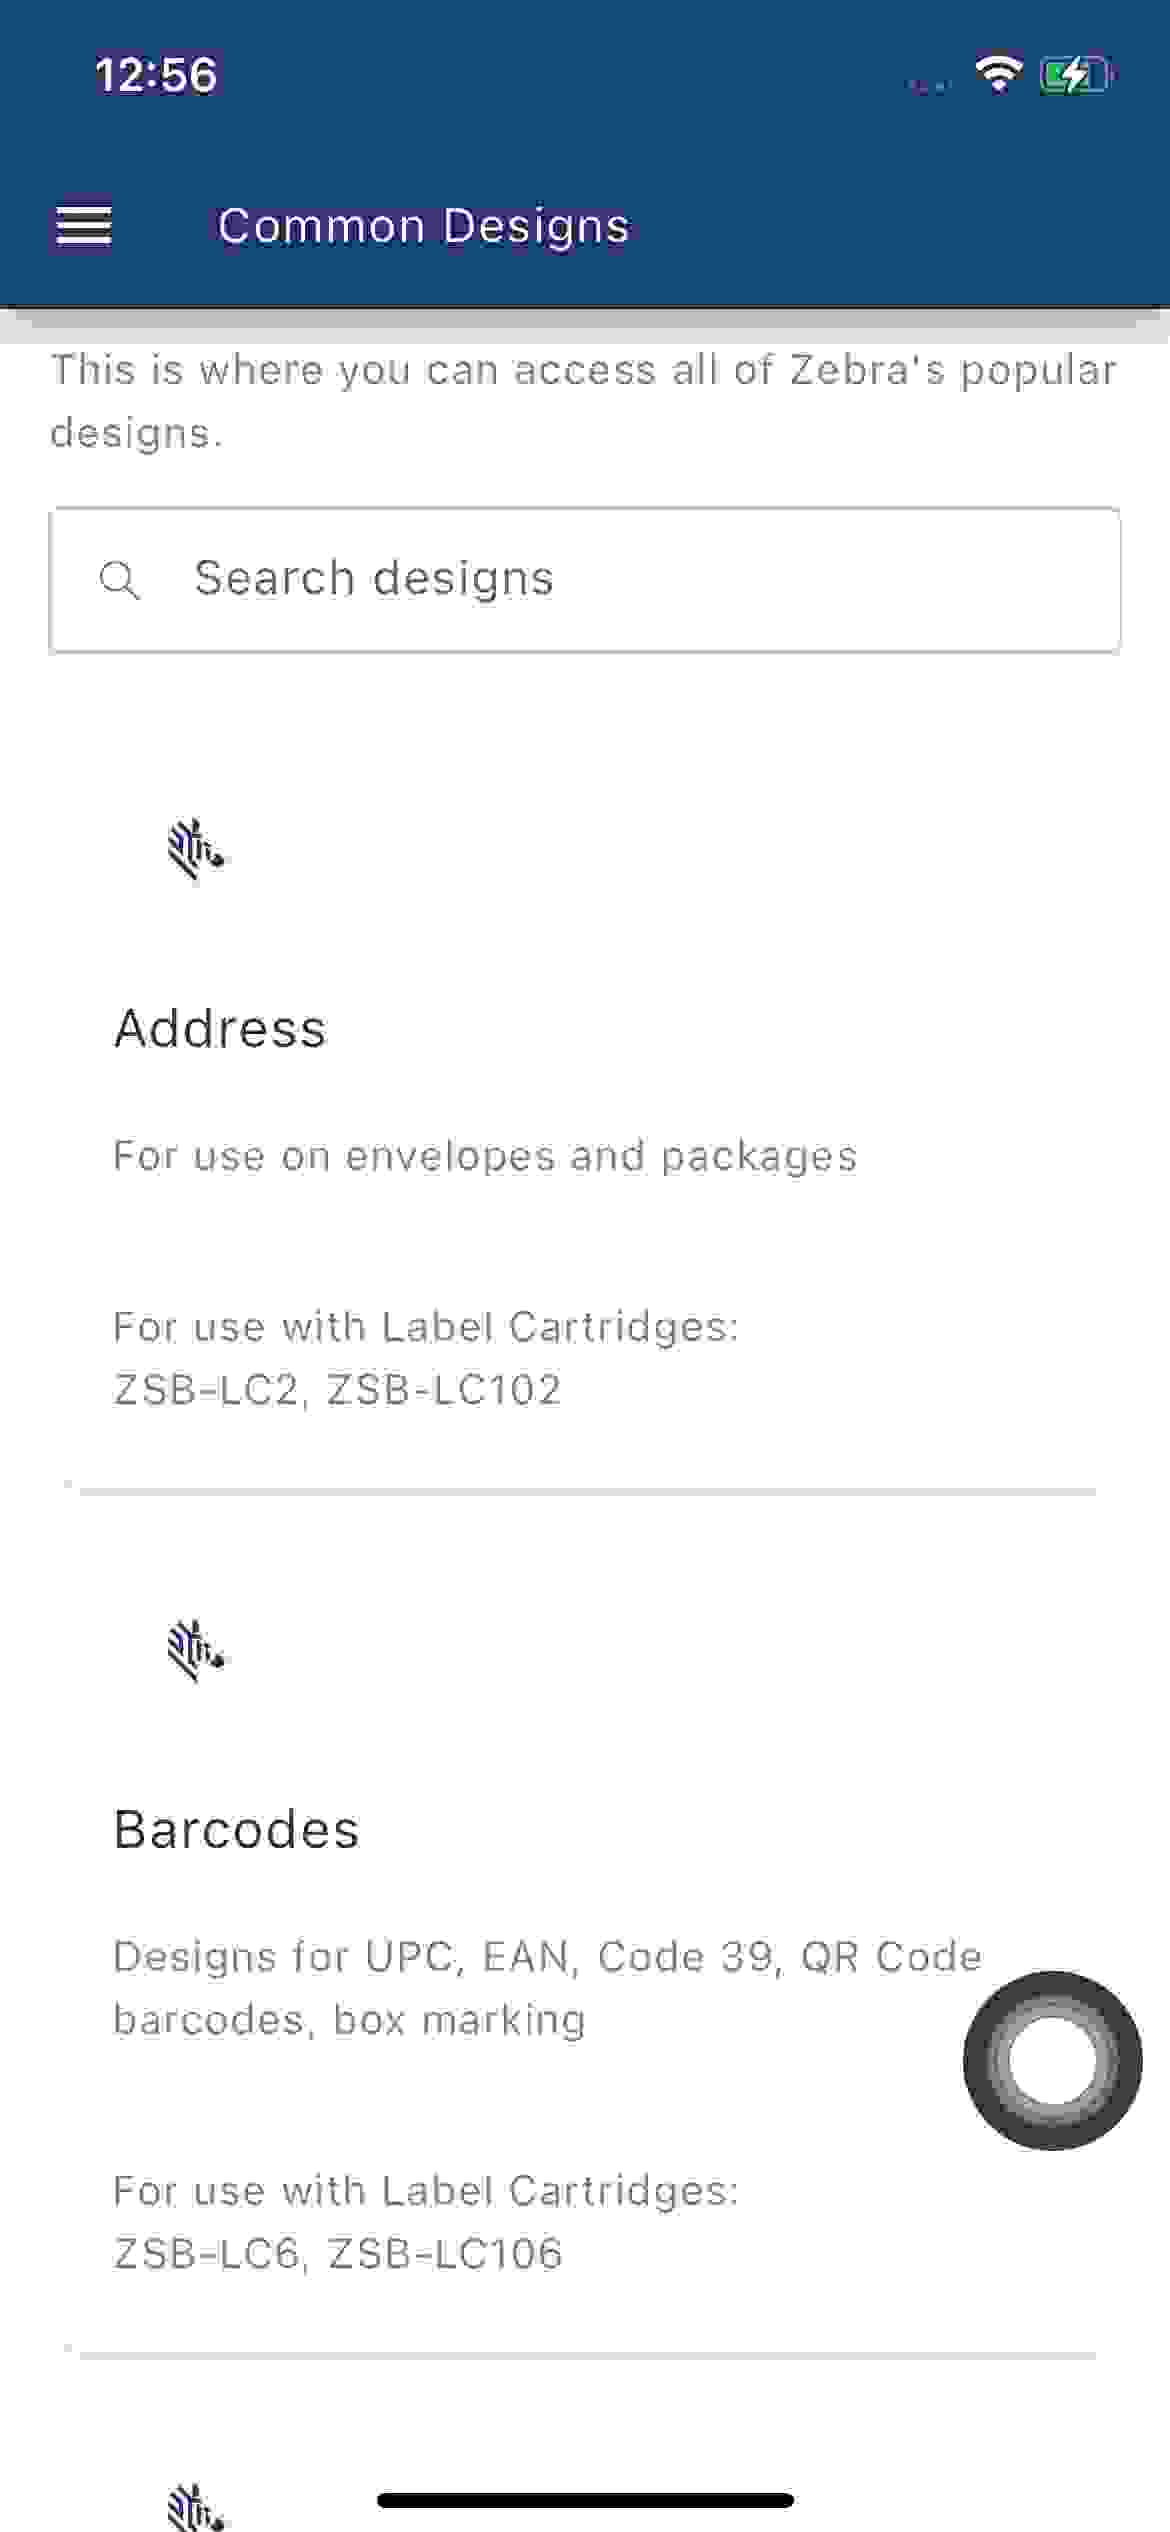 12:56
Common Designs
This is where you can access all of Zebra's popular
designs.
Search designs
Address
For use on envelopes and packages
For use with Label Cartridges:
ZSB-LC2, ZSB-LC102
Barcodes
Designs for UPC, EAN, Code 39, QR Code
barcodes, box marking
For use with Label Cartridges:
ZSB-LC6, ZSB-LC106